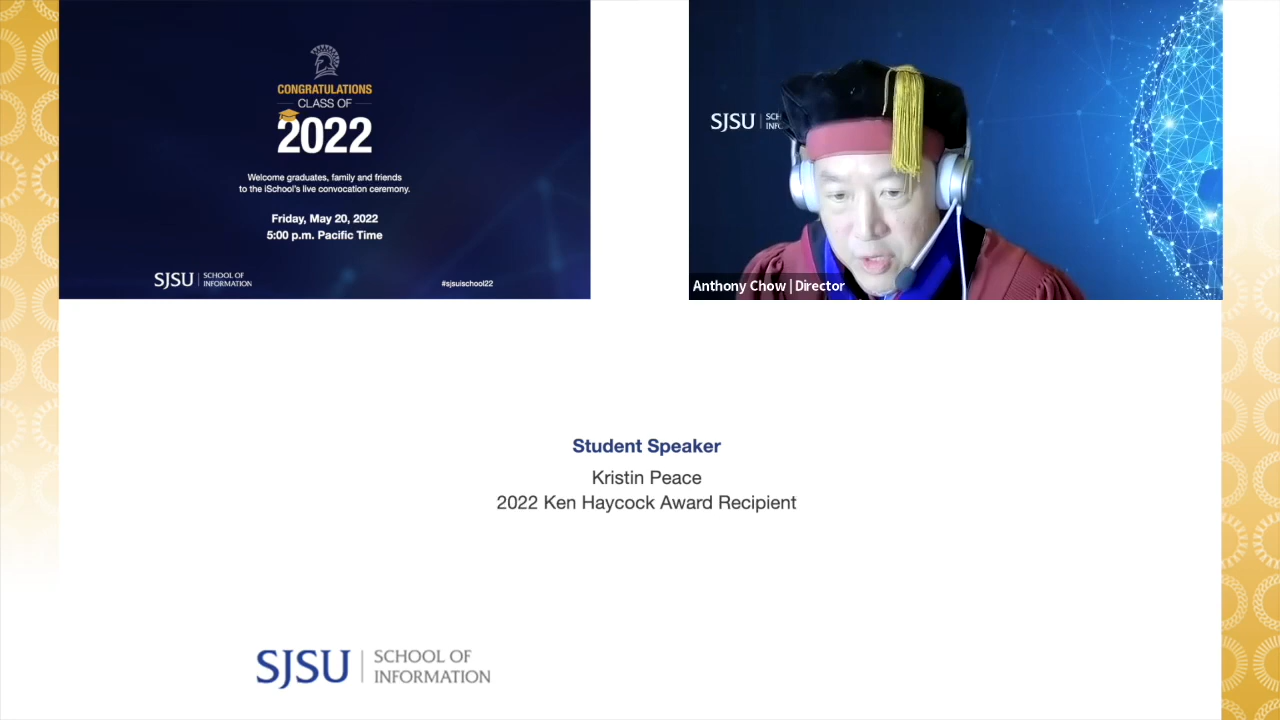 CONGRATULATIONS
CLASS OF
2022
Welcome graduates, family and friends
to the iSchool's live convocation ceremony.
Friday, May 20, 2022
5:00 p.m. Pacific Time
SJSU
SCHOOL OF
INFORMATION
#sjsuischool22
SJSU
SCH
INFC
Anthony Chow | Director
Student Speaker
Kristin Peace
2022 Ken Haycock Award Recipient
SJSU
SCHOOL OF
INFORMATION